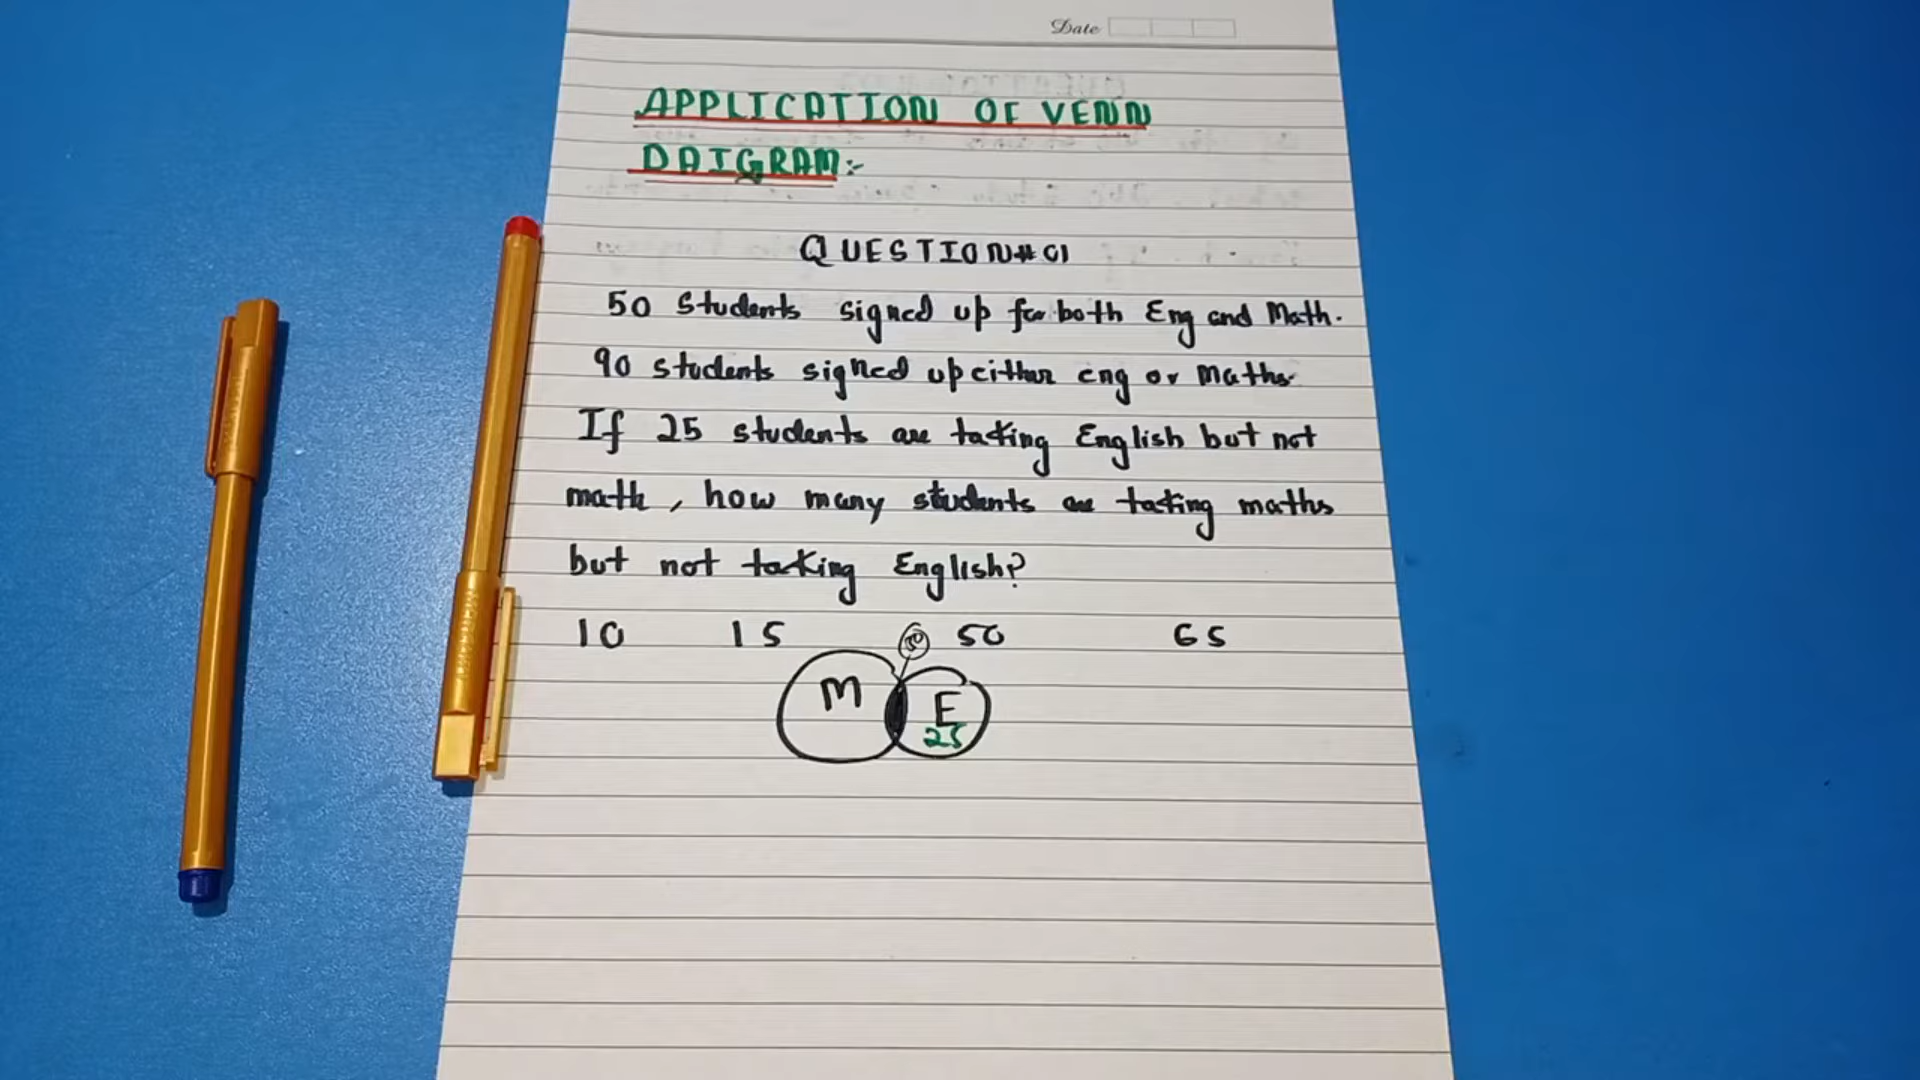 Date
APPLICATION OF VENN
DAIGRAM:-
QUESTION#01
50 Students signed up for both Eng and Math.
90 students signed up either eng or Maths
If 25 students are taking English but not
math, how many students are taking maths
but not taking English?
10 15 50 65
50
M E
25